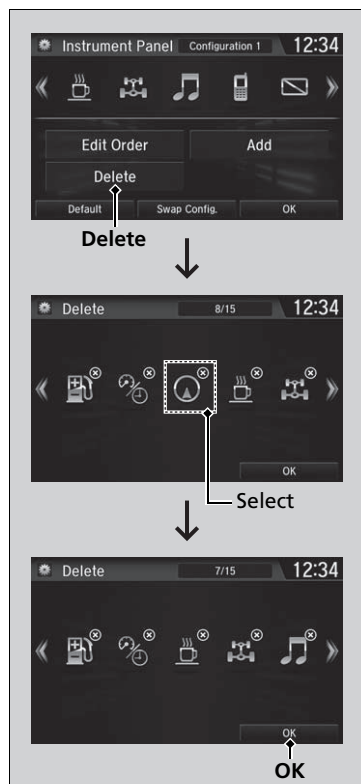 Instrument Panel Configuration 1 12:34
Edit Order Add
Delete
Default Swap Config. OK
Delete
Delete 8/15 12:34
OK
Select
Delete 7/15 12:34
OK
OK